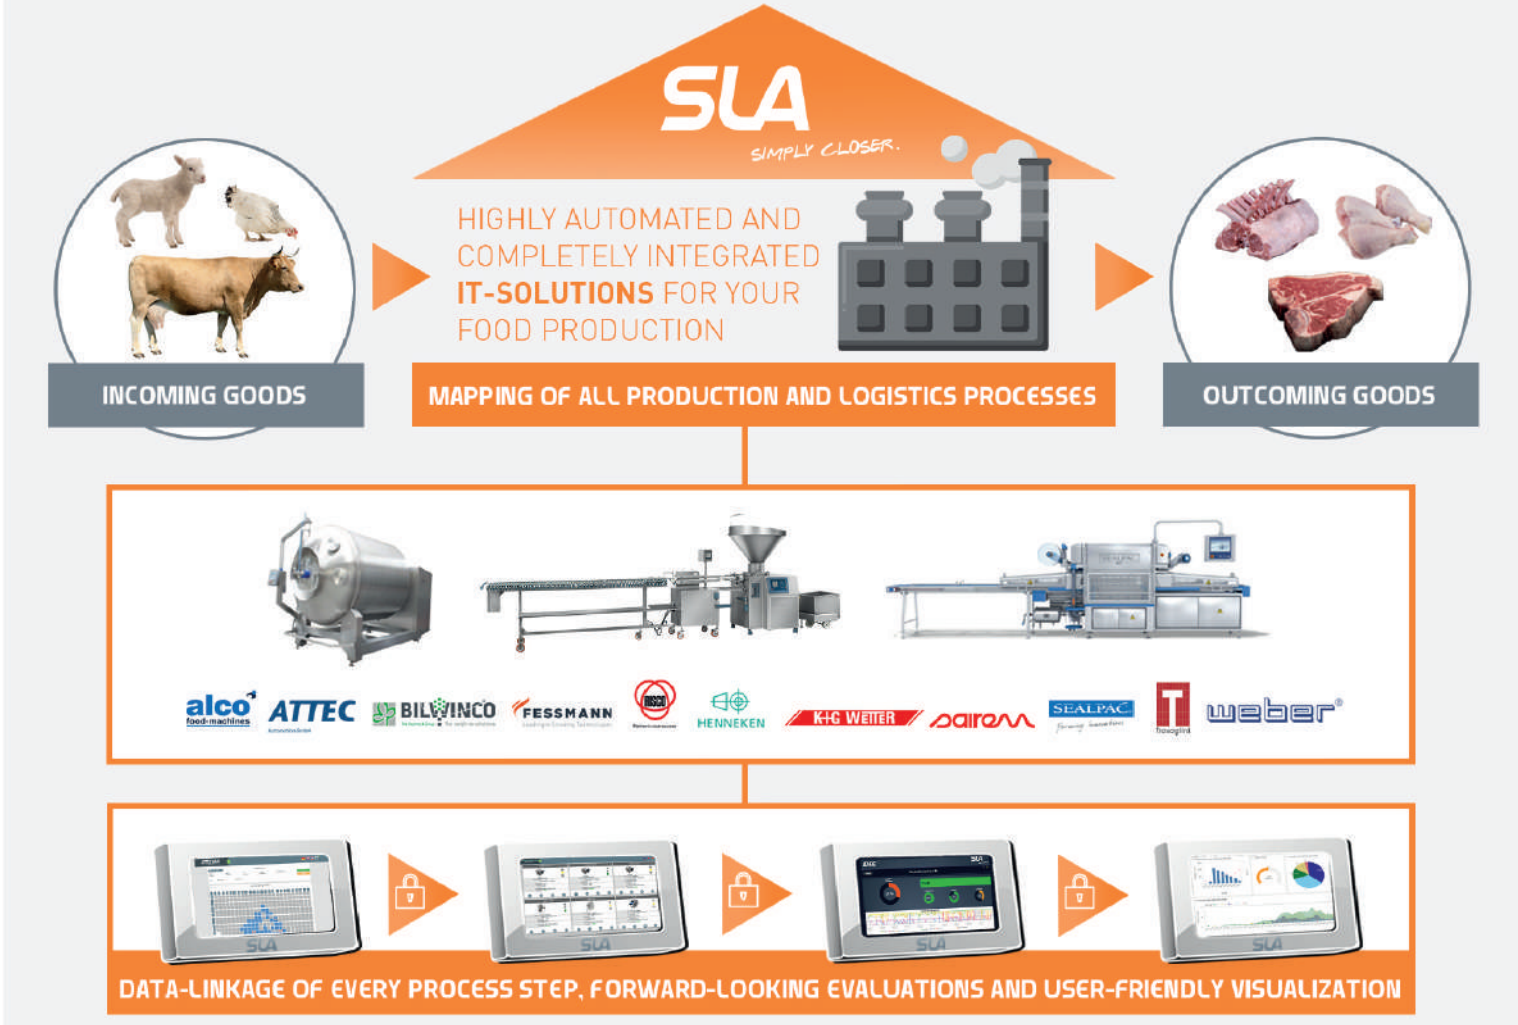 SLA
SIMPLY CLOSER.
HIGHLY AUTOMATED AND
COMPLETELY INTEGRATED
IT-SOLUTIONS FOR YOUR
FOOD PRODUCTION
INCOMING GOODS
MAPPING OF ALL PRODUCTION AND LOGISTICS PROCESSES
OUTCOMING GOODS
alco
food-machines
ATTEC
BILWINCO
FESSMANN
RISCO
HENNEKEN
K+G WETTER
sairem
SEALPAC
weber®
SLA
SLA
SLA
SLA
SLA
DATA-LINKAGE OF EVERY PROCESS STEP, FORWARD-LOOKING EVALUATIONS AND USER-FRIENDLY VISUALIZATION